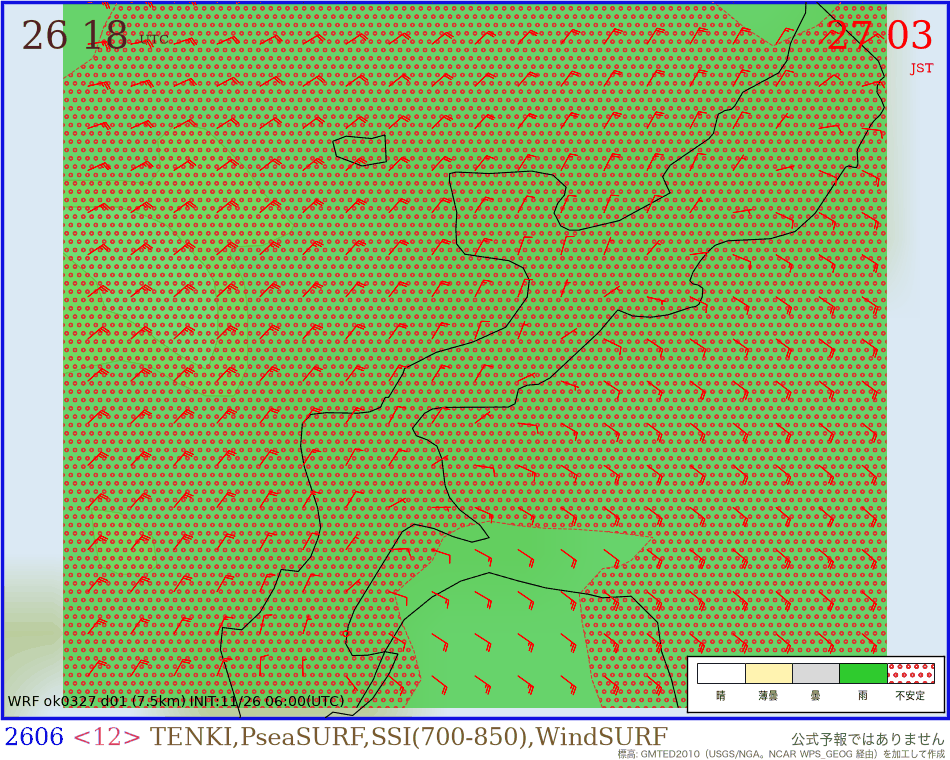 26 18 UTC
27 03
JST
晴 薄曇 曇 雨 不安定
WRF ok0327 d01 (7.5km) INIT:11/26 06:00(UTC)
2606 <12> TENKI,PseaSURF,SSI(700-850),WindSURF
公式予報ではありません
標高: GMTED2010（USGS/NGA。NCAR WPS_GEOG 経由）を加工して作成